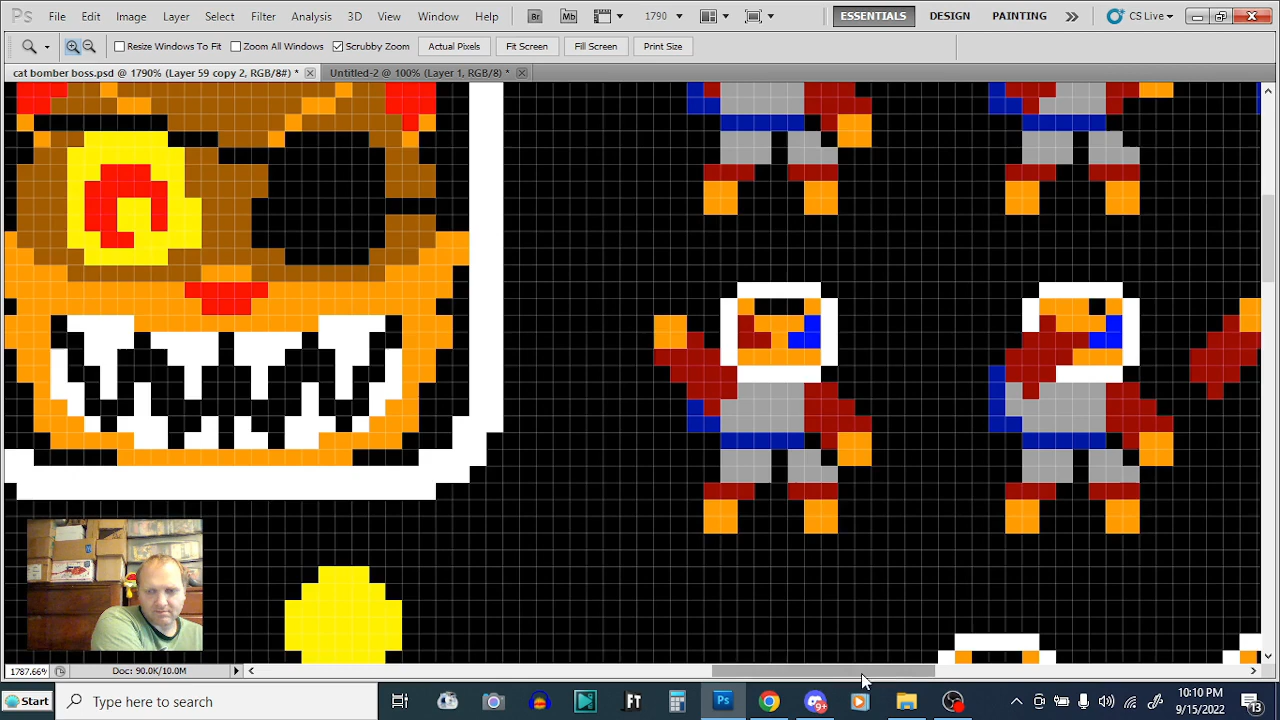 Ps File Edit Image Layer Select Filter Analysis 3D View Window Help Br Mb 1790 ESSENTIALS DESIGN PAINTING CS Live
Resize Windows To Fit Zoom All Windows Scrubby Zoom Actual Pixels Fit Screen Fill Screen Print Size
cat bomber boss.psd @ 1790% (Layer 59 copy 2, RGB/8#) * Untitled-2 @ 100% (Layer 1, RGB/8) *
1787.66% Doc: 90.0K/10.0M
Start Type here to search FT Ps 9+ 10:10 PM
9/15/2022 13